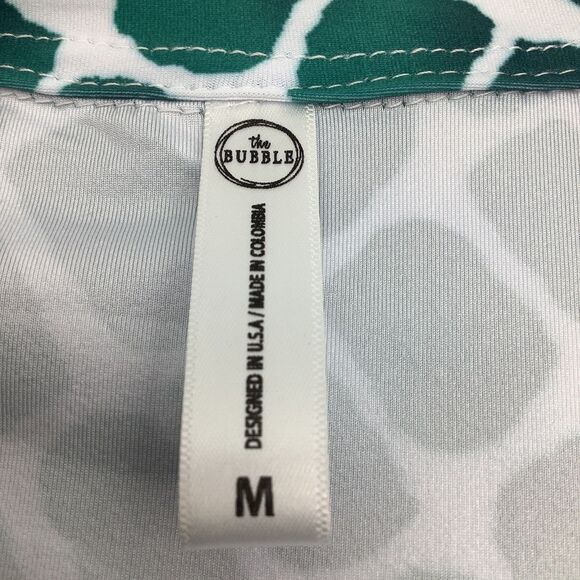 the
BUBBLE
DESIGNED IN U.S.A / MADE IN COLOMBIA
M